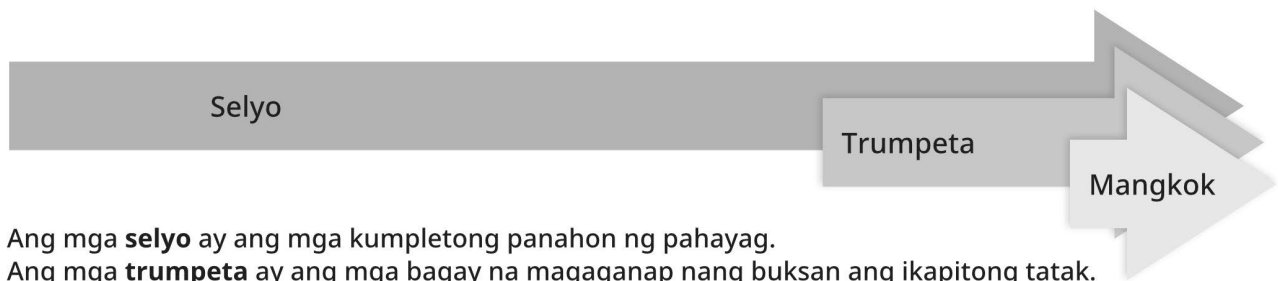 Selyo
Trumpeta
Mangkok
Ang mga selyo ay ang mga kumpletong panahon ng pahayag.
Ang mga trumpeta ay ang mga bagay na magaganap nang buksan ang ikapitong tatak.